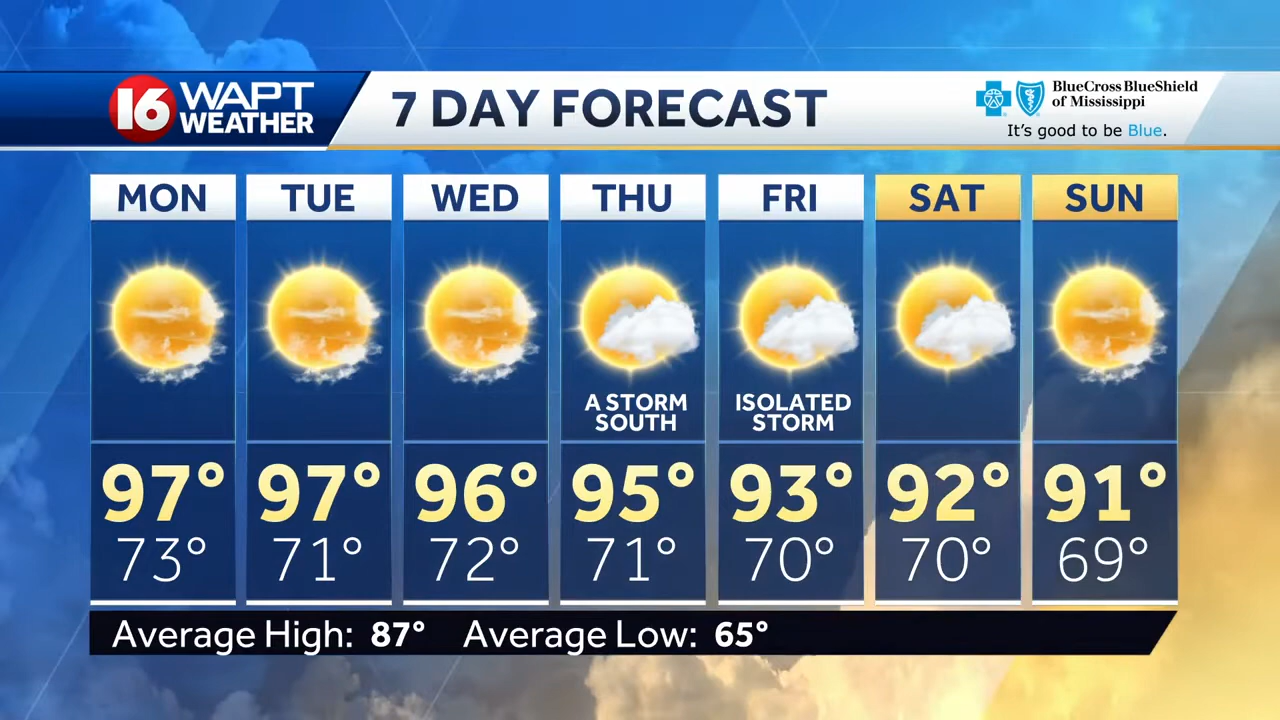 16 WAPT WEATHER
7 DAY FORECAST
BlueCross BlueShield
of Mississippi
It's good to be Blue.
MON TUE WED THU FRI SAT SUN
A STORM SOUTH
ISOLATED STORM
97° 97° 96° 95° 93° 92° 91°
73° 71° 72° 71° 70° 70° 69°
Average High: 87° Average Low: 65°